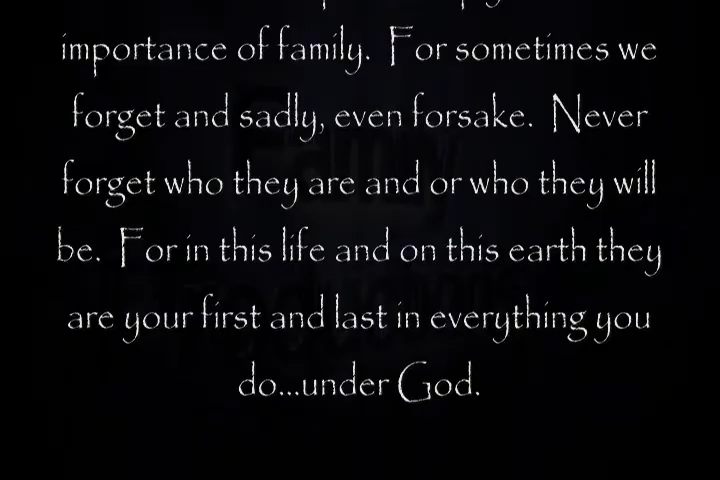 importance of family. For sometimes we
forget and sadly, even forsake. Never
forget who they are and or who they will
be. For in this life and on this earth they
are your first and last in everything you
do...under God.